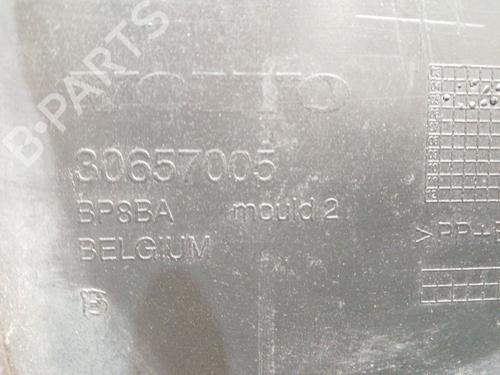 B-PARTS
VOLVO
30657005
BP8BA mould 2
BELGIUM >PP+E
B